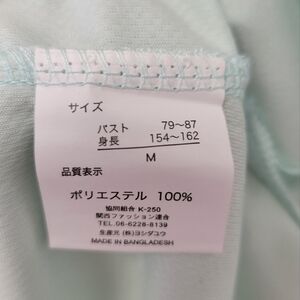 サイズ
バスト 79~87
身長 154~162
M
品質表示
ポリエステル 100%
協同組合 K-250
関西ファッション連合
TEL 06-6228-8139
生産元 (株)ヨシダユウ
MADE IN BANGLADESH